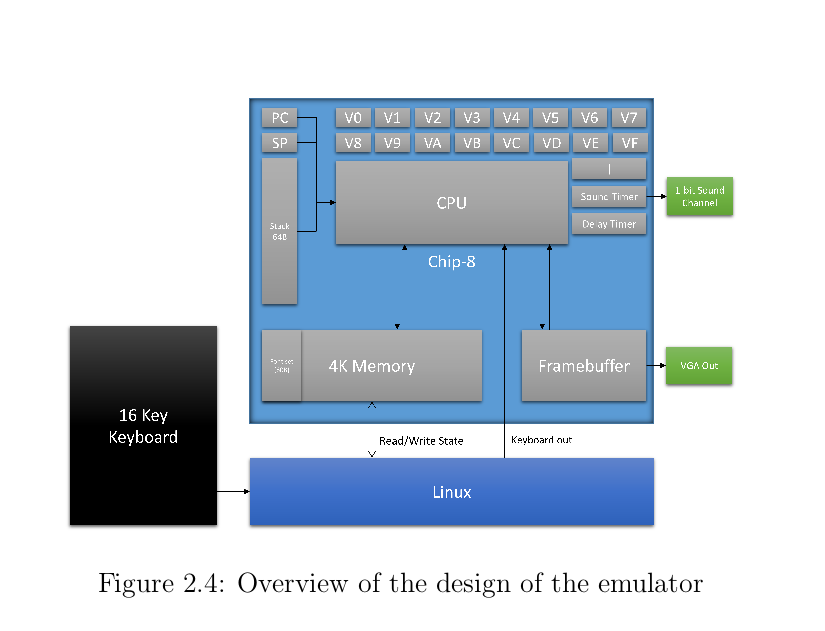 PC
V0 V1 V2 V3 V4 V5 V6 V7
SP
V8 V9 VA VB VC VD VE VF
I
CPU
Sound Timer
1 bit Sound
Channel
Stack
64B
Delay Timer
Chip-8
Font set
4K Memory
Framebuffer
VGA Out
16 Key
Keyboard
Read/Write State
Keyboard out
Linux
Figure 2.4: Overview of the design of the emulator